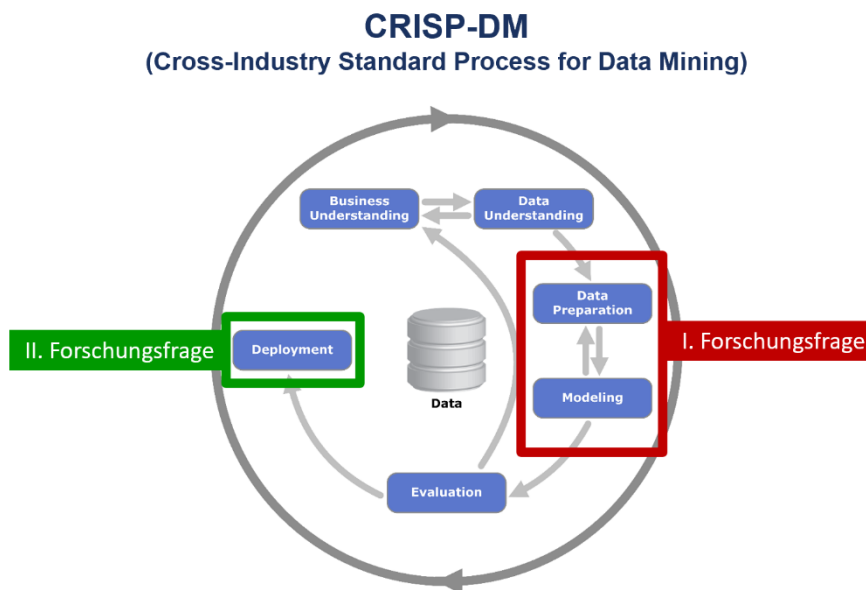 CRISP-DM
(Cross-Industry Standard Process for Data Mining)
Business
Understanding
Data
Understanding
Data
Preparation
I. Forschungsfrage
II. Forschungsfrage
Deployment
Data
Modeling
Evaluation